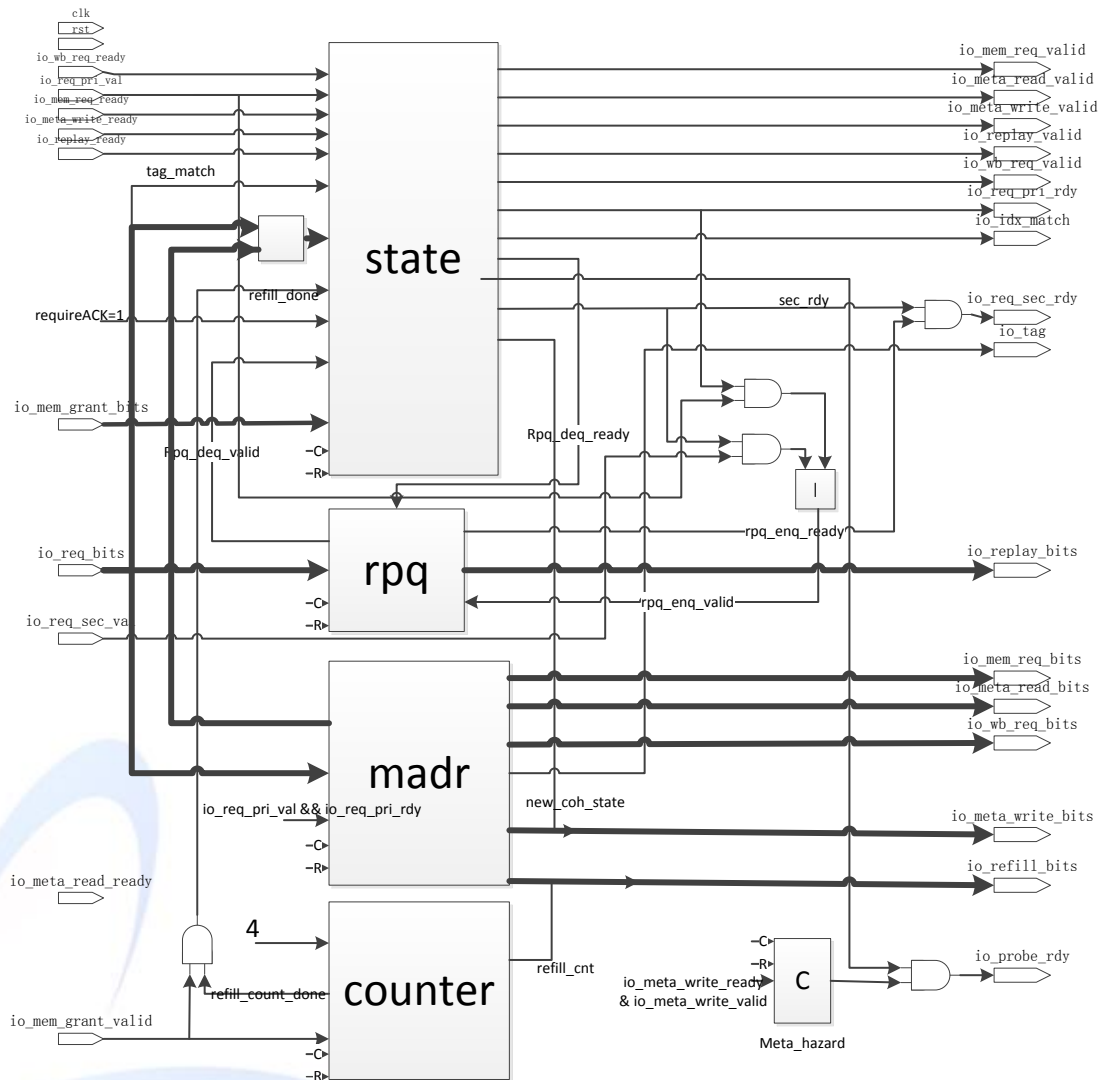 clk
rst
io_wb_req_ready
io_req_pri_val
io_mem_req_ready
io_meta_write_ready
io_replay_ready
tag_match
state
io_mem_req_valid
io_meta_read_valid
io_meta_write_valid
io_replay_valid
io_wb_req_valid
io_req_pri_rdy
io_idx_match
refill_done
requireACK=1
sec_rdy
io_req_sec_rdy
io_tag
io_mem_grant_bits
Rpq_deq_valid
Rpq_deq_ready
C
R
|
rpq_enq_ready
io_req_bits
rpq
io_replay_bits
C
rpq_enq_valid
R
io_req_sec_val
io_mem_req_bits
io_meta_read_bits
io_wb_req_bits
madr
io_req_pri_val && io_req_pri_rdy
new_coh_state
io_meta_write_bits
C
R
io_refill_bits
io_meta_read_ready
4
counter
refill_cnt
refill_count_done
io_mem_grant_valid
C
R
C
R
io_meta_write_ready
& io_meta_write_valid
C
Meta_hazard
io_probe_rdy